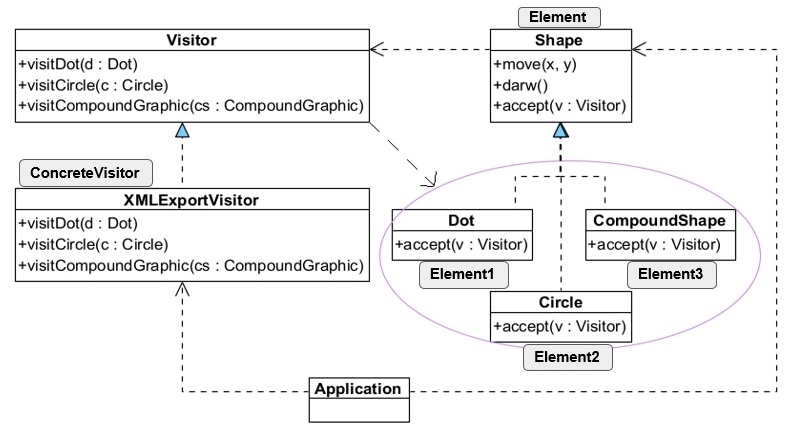 Element
Visitor
+visitDot(d : Dot)
+visitCircle(c : Circle)
+visitCompoundGraphic(cs : CompoundGraphic)
Shape
+move(x, y)
+darw()
+accept(v : Visitor)
ConcreteVisitor
XMLExportVisitor
+visitDot(d : Dot)
+visitCircle(c : Circle)
+visitCompoundGraphic(cs : CompoundGraphic)
Dot
+accept(v : Visitor)
Element1
CompoundShape
+accept(v : Visitor)
Element3
Circle
+accept(v : Visitor)
Element2
Application